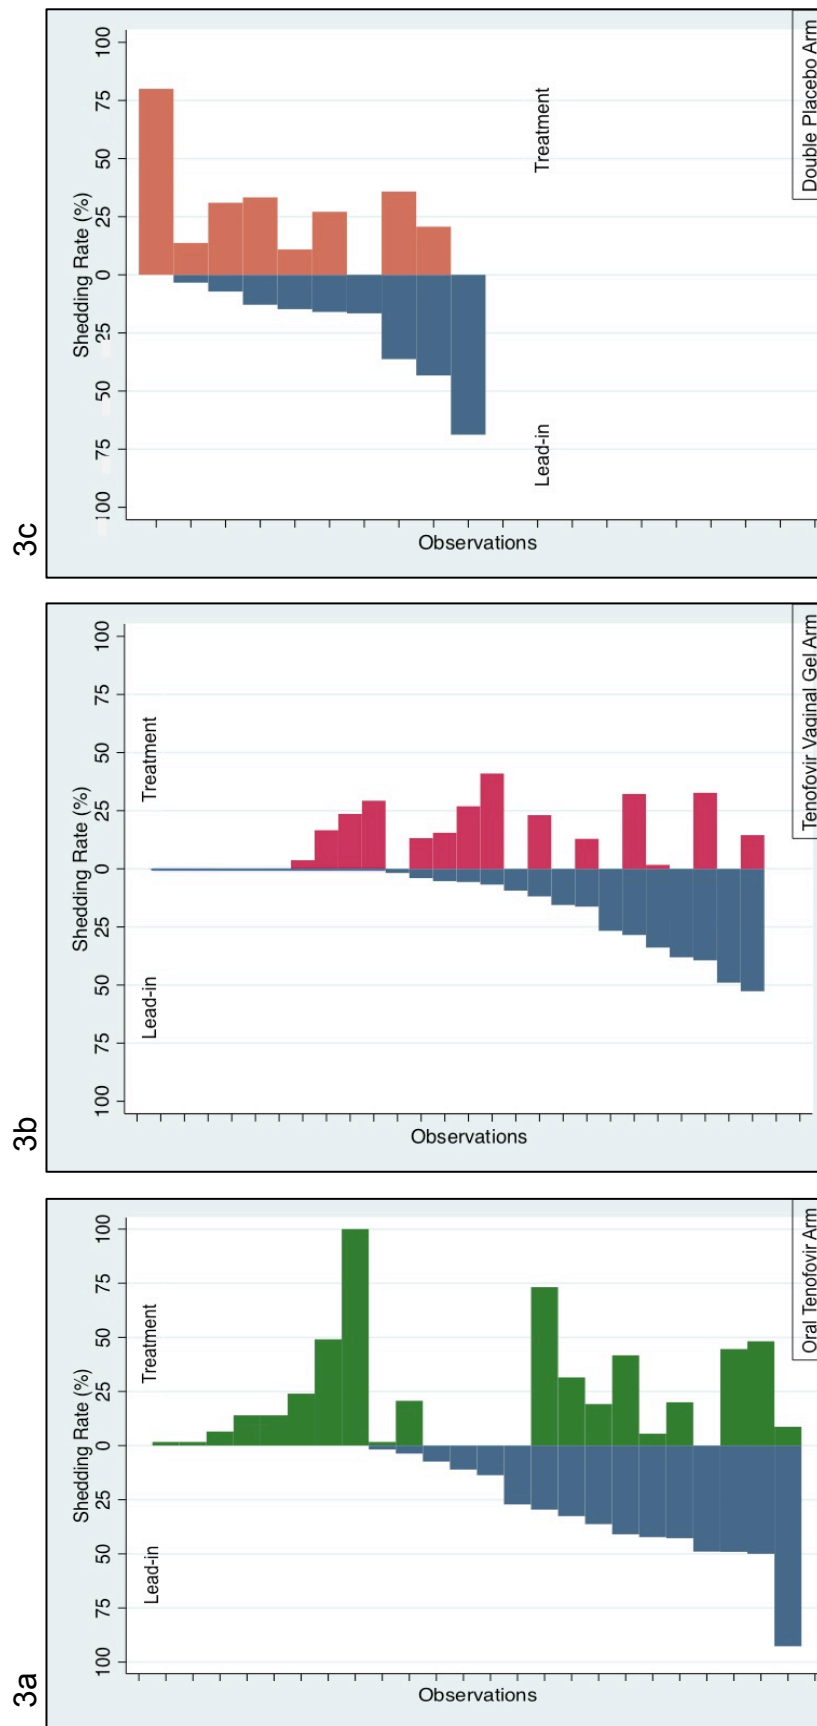 3a
Shedding Rate (%)
100
75
50
25
0
25
50
75
100
Lead-in
Treatment
Observations
Oral Tenofovir Arm
3b
Shedding Rate (%)
100
75
50
25
0
25
50
75
100
Lead-in
Treatment
Observations
Tenofovir Vaginal Gel Arm
3c
Shedding Rate (%)
100
75
50
25
0
25
50
75
100
Lead-in
Treatment
Observations
Double Placebo Arm